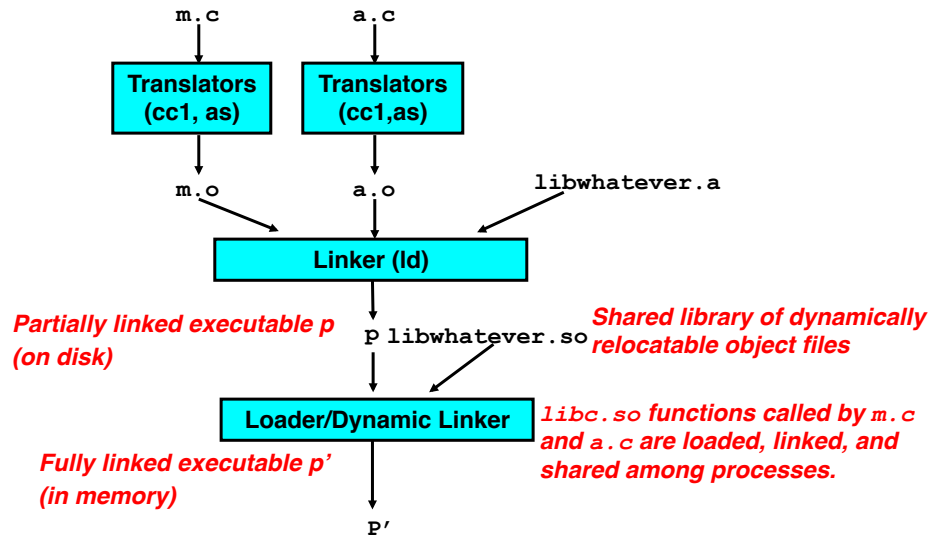 m.c
a.c
Translators
(cc1, as)
Translators
(cc1,as)
m.o
a.o
libwhatever.a
Linker (ld)
Partially linked executable p
(on disk)
p
libwhatever.so
Shared library of dynamically
relocatable object files
Loader/Dynamic Linker
libc.so functions called by m.c
and a.c are loaded, linked, and
shared among processes.
Fully linked executable p’
(in memory)
P’